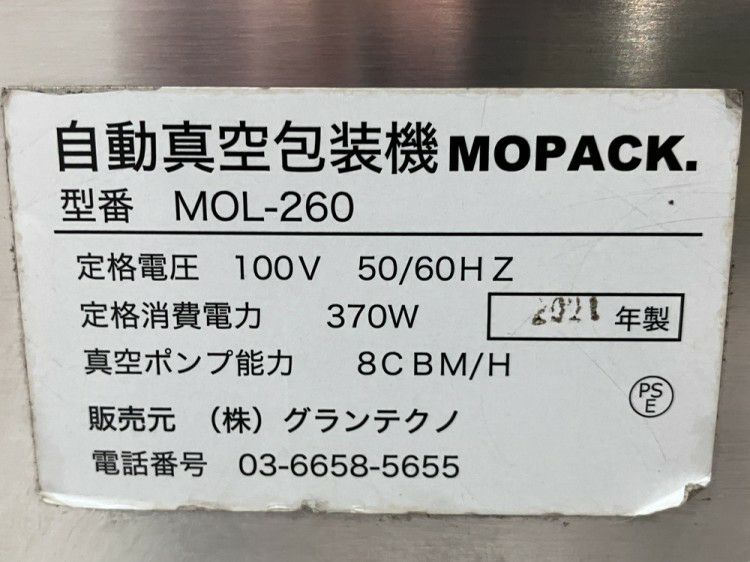 自動真空包装機 MOPACK.
型番 MOL-260
定格電圧 100V 50/60HZ
定格消費電力 370W
2021 年製
真空ポンプ能力 8CBM/H
PS
E
販売元 (株)グランテクノ
電話番号 03-6658-5655